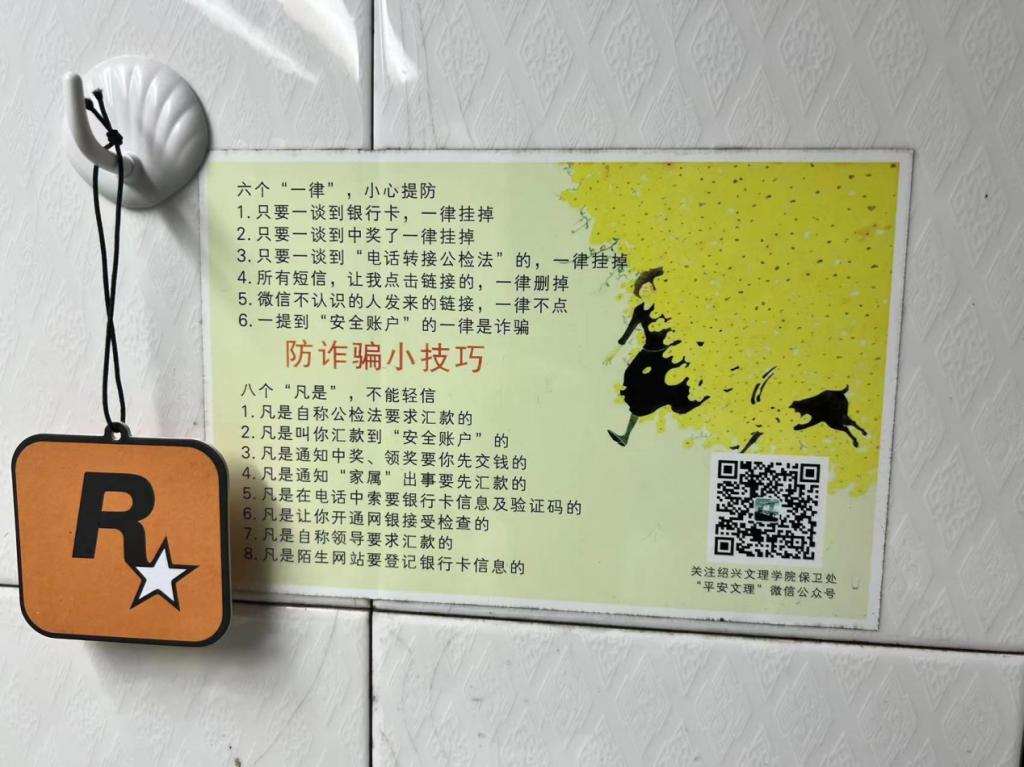 六个“一律”，小心提防
1. 只要一谈到银行卡，一律挂掉
2. 只要一谈到中奖了一律挂掉
3. 只要一谈到“电话转接公检法”的，一律挂掉
4. 所有短信，让我点击链接的，一律删掉
5. 微信不认识的人发来的链接，一律不点
6. 一提到“安全账户”的一律是诈骗
防诈骗小技巧
八个“凡是”，不能轻信
1. 凡是自称公检法要求汇款的
2. 凡是叫你汇款到“安全账户”的
3. 凡是通知中奖、领奖要你先交钱的
4. 凡是通知“家属”出事要先汇款的
5. 凡是在电话中索要银行卡信息及验证码的
6. 凡是让你开通网银接受检查的
7. 凡是自称领导要求汇款的
8. 凡是陌生网站要登记银行卡信息的
关注绍兴文理学院保卫处
“平安文理”微信公众号
R